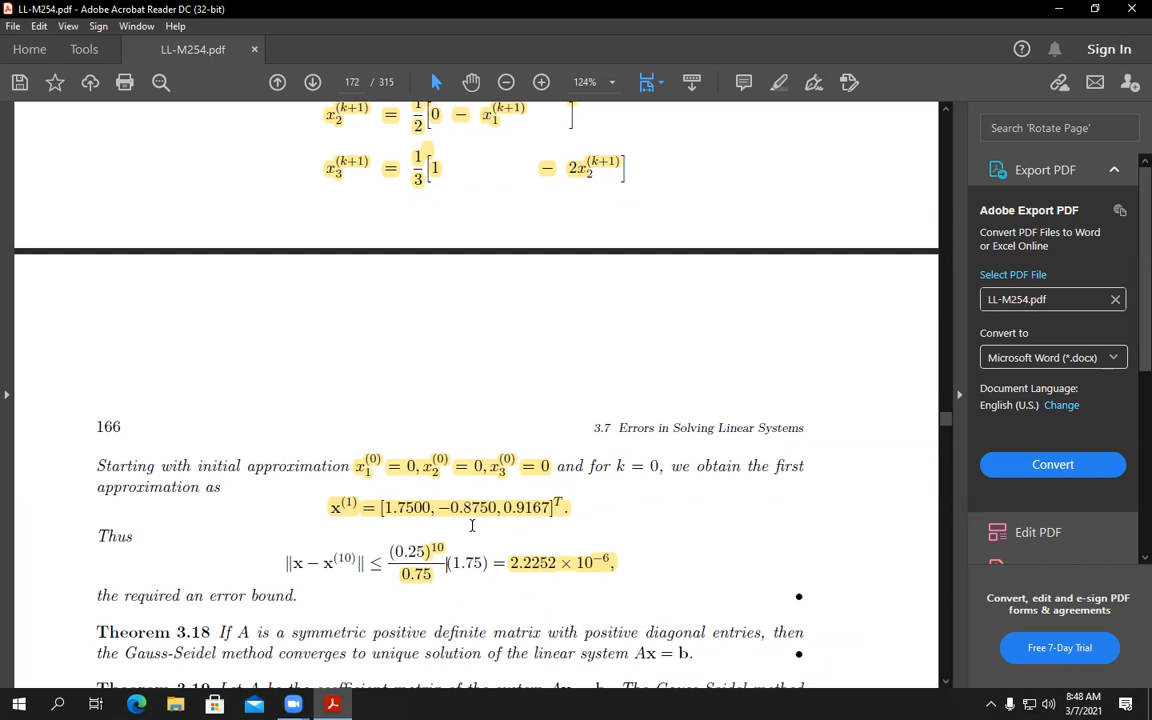 LL-M254.pdf - Adobe Acrobat Reader DC (32-bit)
File Edit View Sign Window Help
Home Tools LL-M254.pdf × Sign In
172 / 315 124%
x₂^(k+1) = 1/2 [0 − x₁^(k+1) ]
x₃^(k+1) = 1/3 [1 − 2x₂^(k+1)]
166 3.7 Errors in Solving Linear Systems
Starting with initial approximation x₁^(0) = 0, x₂^(0) = 0, x₃^(0) = 0 and for k = 0, we obtain the first
approximation as
x^(1) = [1.7500, −0.8750, 0.9167]^T.
Thus
‖x − x^(10)‖ ≤ (0.25)^10 / 0.75 (1.75) = 2.2252 × 10^−6,
the required an error bound. •
Theorem 3.18 If A is a symmetric positive definite matrix with positive diagonal entries, then
the Gauss-Seidel method converges to unique solution of the linear system Ax = b. •
Search 'Rotate Page'
Export PDF
Adobe Export PDF
Convert PDF Files to Word
or Excel Online
Select PDF File
LL-M254.pdf
Convert to
Microsoft Word (*.docx)
Document Language:
English (U.S.) Change
Convert
Edit PDF
Convert, edit and e-sign PDF
forms & agreements
Free 7-Day Trial
8:48 AM
3/7/2021